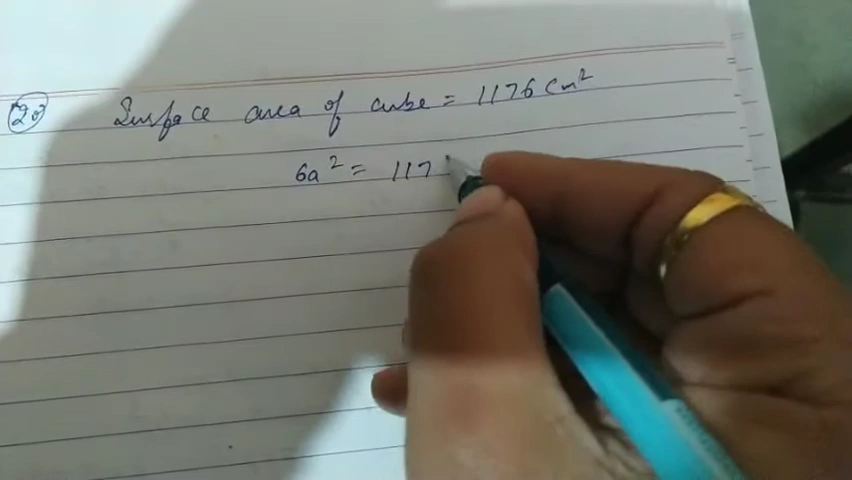 20 Surface area of cube = 1176 cm²
6a² = 117